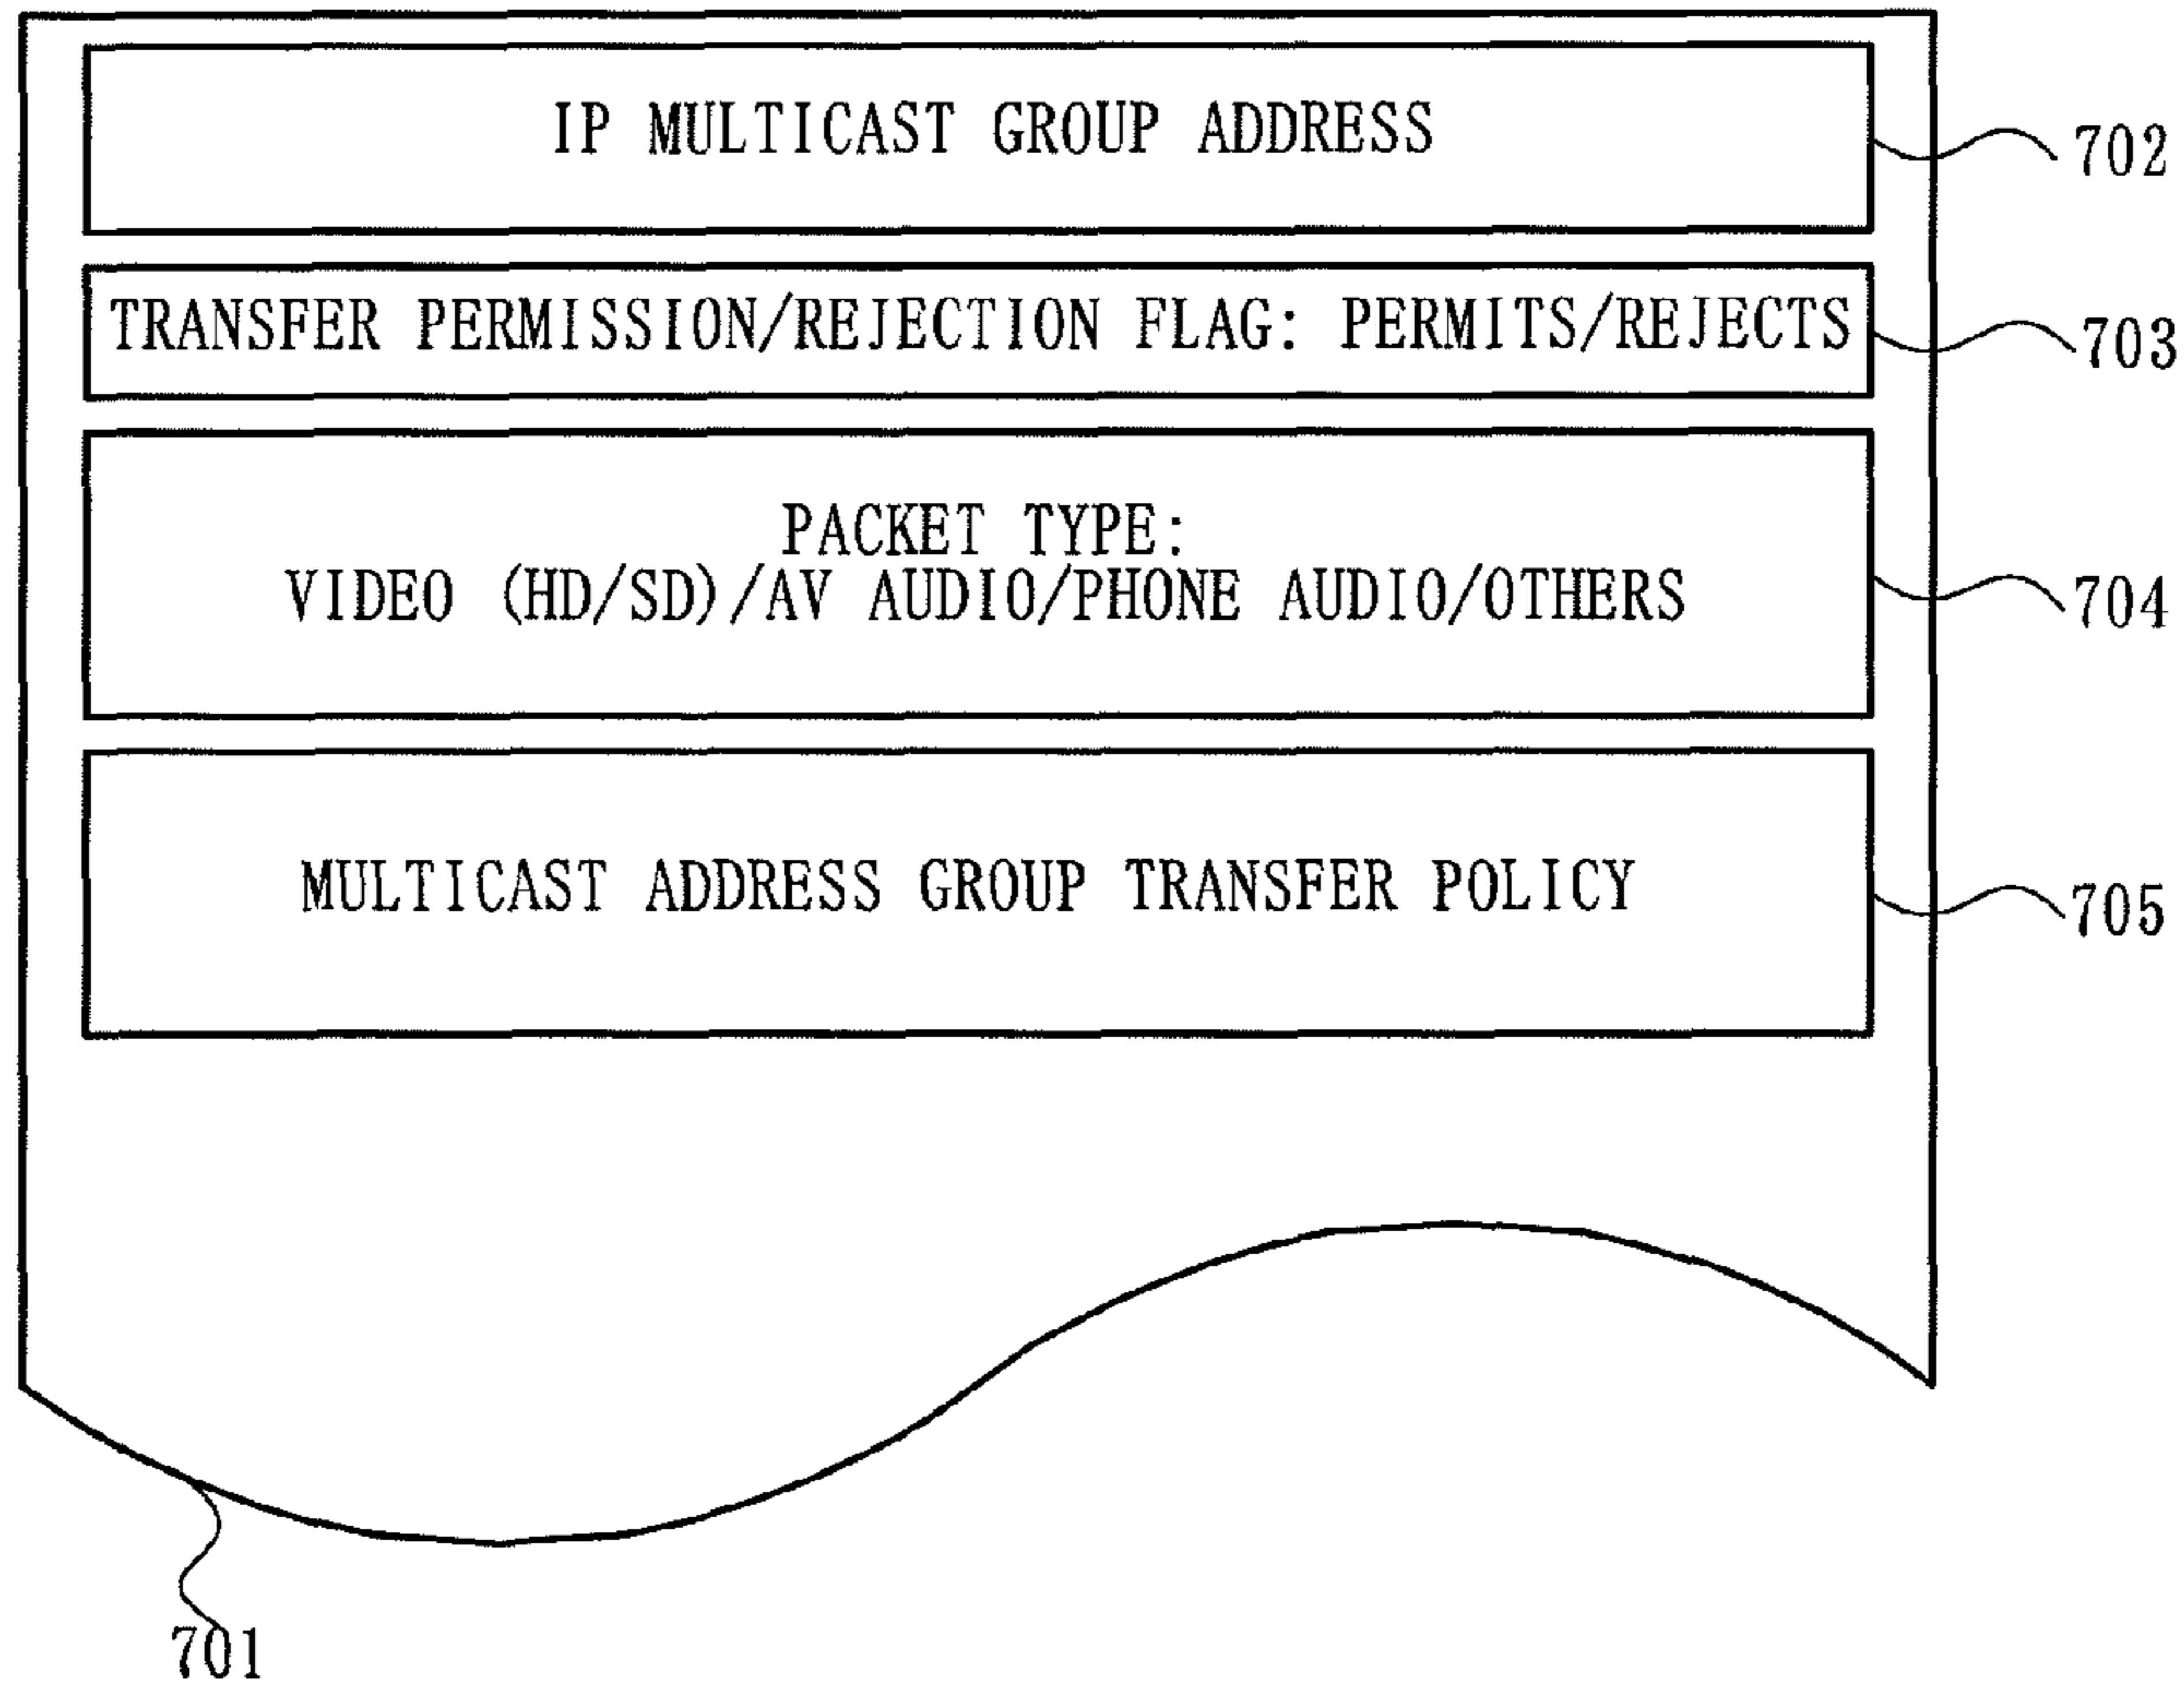 IP MULTICAST GROUP ADDRESS
702
TRANSFER PERMISSION/REJECTION FLAG: PERMITS/REJECTS
703
PACKET TYPE:
VIDEO (HD/SD)/AV AUDIO/PHONE AUDIO/OTHERS
704
MULTICAST ADDRESS GROUP TRANSFER POLICY
705
701